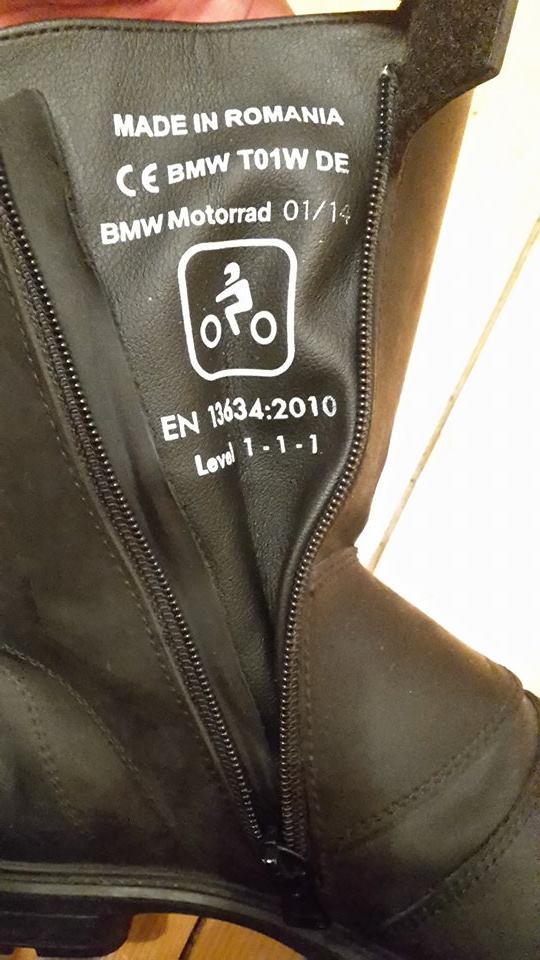 MADE IN ROMANIA
CE BMW T01W DE
BMW Motorrad 01/14
EN 13634:2010
Level 1-1-1